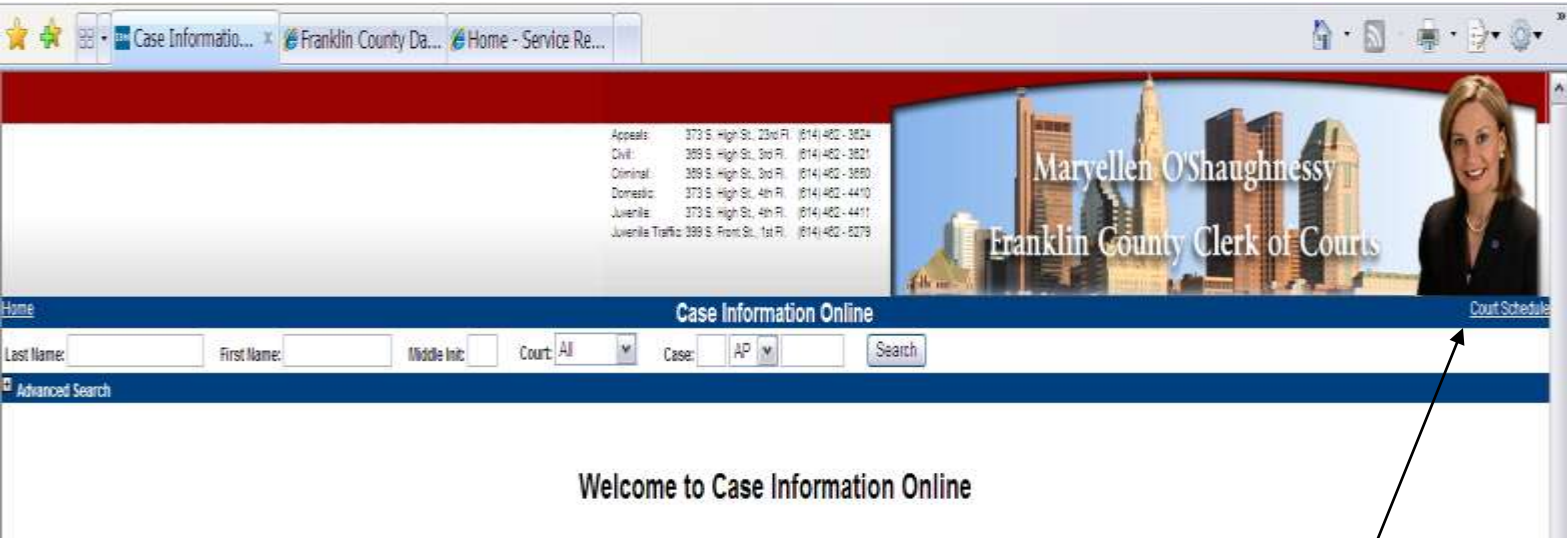 Case Informatio... x Franklin County Da... Home - Service Re...
Appeals: 373 S. High St., 23rd Fl. (614) 462 - 3624
Civil: 369 S. High St., 3rd Fl. (614) 462 - 3621
Criminal: 369 S. High St., 3rd Fl. (614) 462 - 3650
Domestic: 373 S. High St., 4th Fl. (614) 462 - 4410
Juvenile: 373 S. High St., 4th Fl. (614) 462 - 4411
Juvenile Traffic: 399 S. Front St., 1st Fl. (614) 462 - 5279
Maryellen O'Shaughnessy
Franklin County Clerk of Courts
Home Case Information Online Court Schedule
Last Name: First Name: Middle Init: Court: All Case: AP Search
Advanced Search
Welcome to Case Information Online